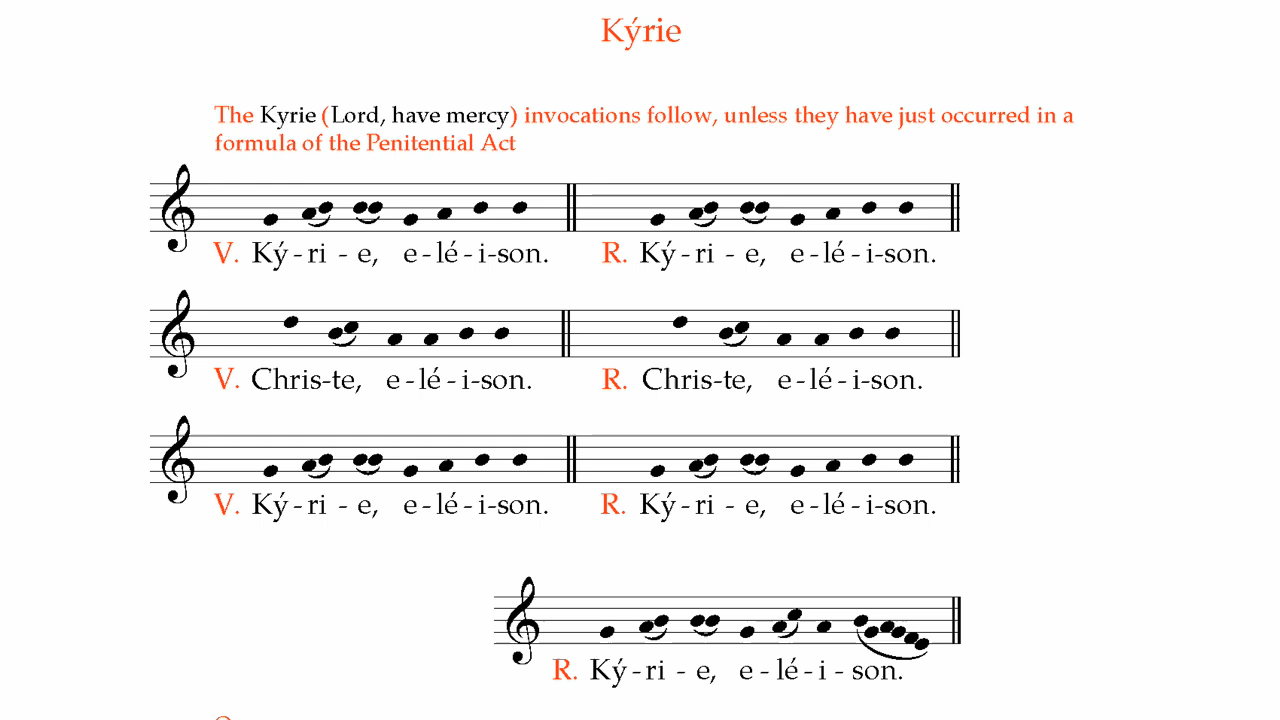 Kýrie
The Kyrie (Lord, have mercy) invocations follow, unless they have just occurred in a
formula of the Penitential Act
V. Ký - ri - e, e - lé - i-son. R. Ký - ri - e, e - lé - i-son.
V. Chris-te, e - lé - i-son. R. Chris-te, e - lé - i-son.
V. Ký - ri - e, e - lé - i-son. R. Ký - ri - e, e - lé - i-son.
R. Ký - ri - e, e - lé - i - son.